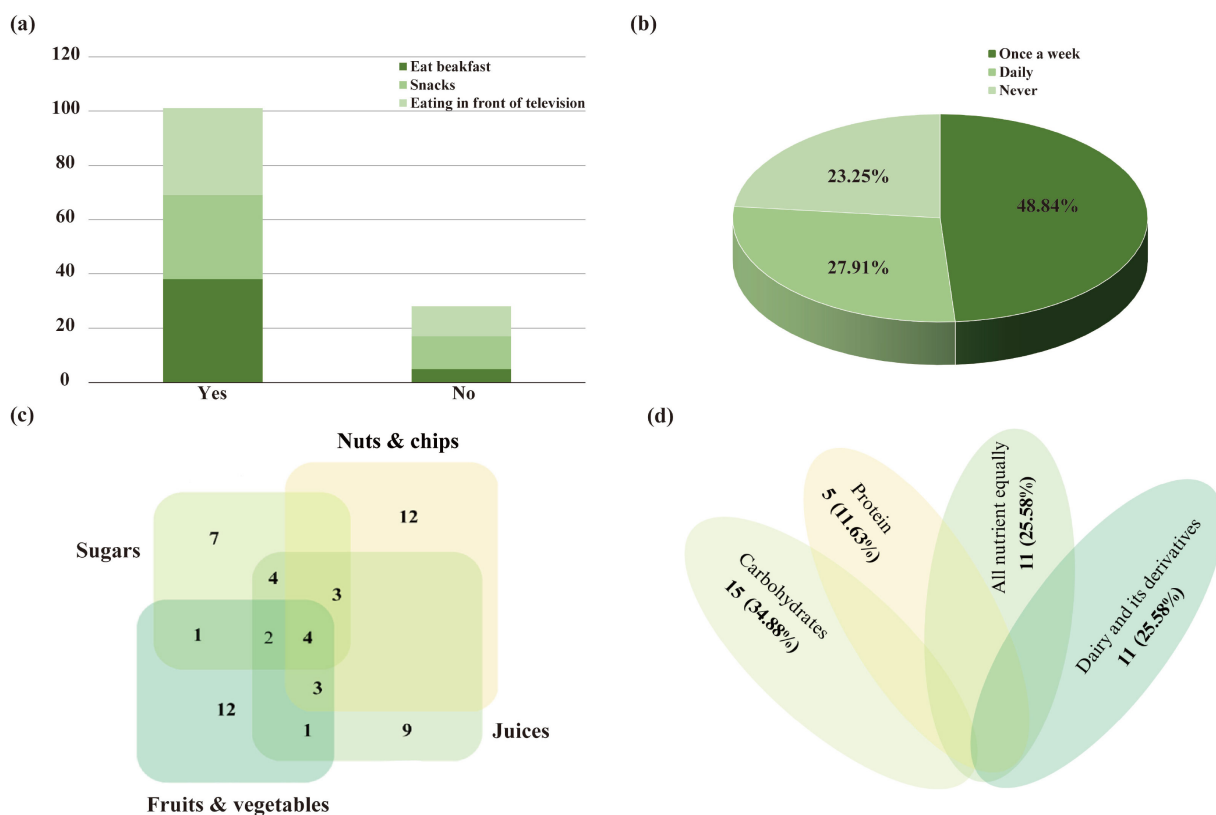 (a)
120
100
80
60
40
20
0
Eat beakfast
Snacks
Eating in front of television
Yes
No
(b)
Once a week
Daily
Never
48.84%
27.91%
23.25%
(c)
Nuts & chips
Sugars
Juices
Fruits & vegetables
12
7
4
3
1
2
4
3
12
1
9
(d)
Carbohydrates
15 (34.88%)
Protein
5 (11.63%)
All nutrient equally
11 (25.58%)
Dairy and its derivatives
11 (25.58%)